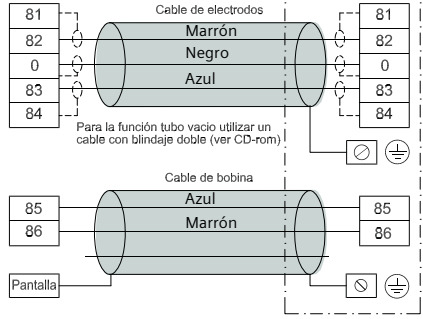 Cable de electrodos
81
82
0
83
84
Marrón
Negro
Azul
81
82
0
83
84
Para la función tubo vacio utilizar un
cable con blindaje doble (ver CD-rom)
Cable de bobina
85
86
Azul
Marrón
85
86
Pantalla